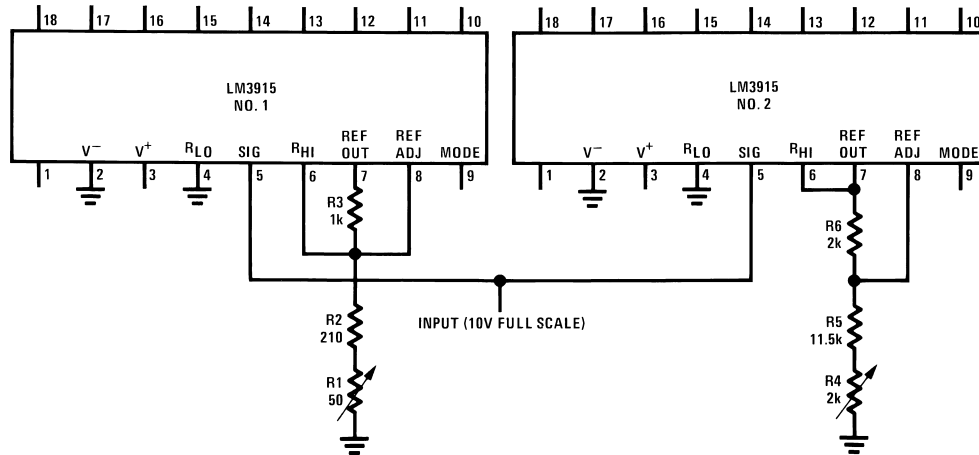 18 17 16 15 14 13 12 11 10
LM3915
NO. 1
V− V+ RLO SIG RHI REF OUT REF ADJ MODE
1 2 3 4 5 6 7 8 9
R3
1k
R2
210
R1
50
18 17 16 15 14 13 12 11 10
LM3915
NO. 2
V− V+ RLO SIG RHI REF OUT REF ADJ MODE
1 2 3 4 5 6 7 8 9
R6
2k
R5
11.5k
R4
2k
INPUT (10V FULL SCALE)